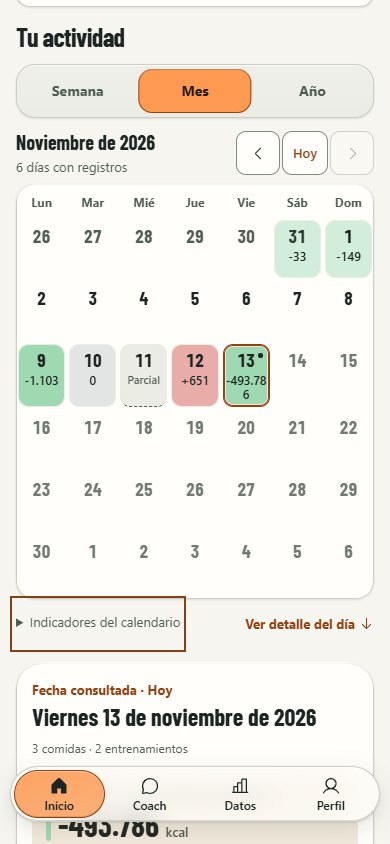 Tu actividad
Semana Mes Año
Noviembre de 2026
6 días con registros
Hoy
Lun Mar Mié Jue Vie Sáb Dom
26 27 28 29 30 31 1
-33 -149
2 3 4 5 6 7 8
9 10 11 12 13 14 15
-1.103 0 Parcial +651 -493.78
6
16 17 18 19 20 21 22
23 24 25 26 27 28 29
30 1 2 3 4 5 6
Indicadores del calendario
Ver detalle del día ↓
Fecha consultada · Hoy
Viernes 13 de noviembre de 2026
3 comidas · 2 entrenamientos
Inicio Coach Datos Perfil
-493.786 kcal